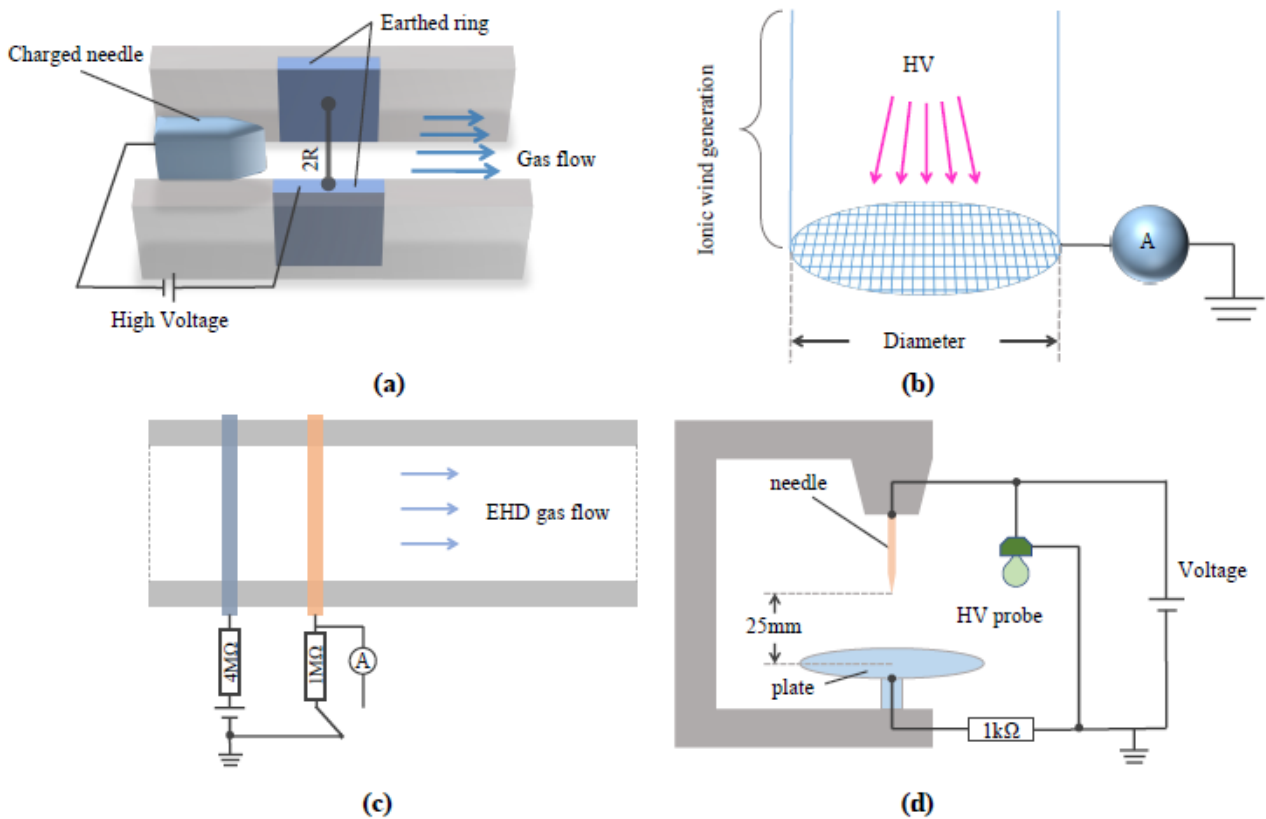 Earthed ring
Charged needle
2R
Gas flow
High Voltage
(a)
Ionic wind generation
HV
A
Diameter
(b)
EHD gas flow
4MΩ
1MΩ
A
(c)
needle
Voltage
25mm
HV probe
plate
1kΩ
(d)